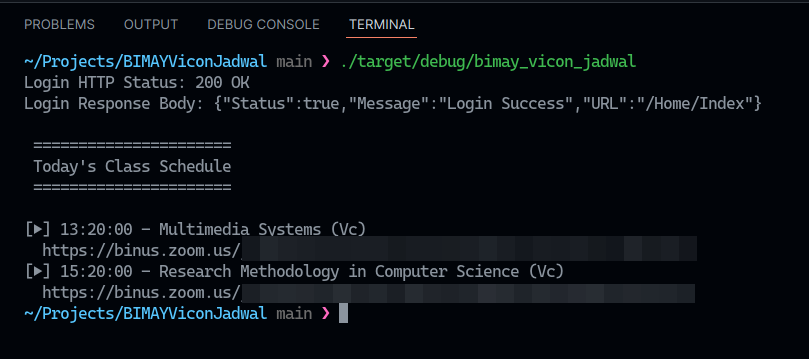 PROBLEMS OUTPUT DEBUG CONSOLE TERMINAL
~/Projects/BIMAYViconJadwal main ❯ ./target/debug/bimay_vicon_jadwal
Login HTTP Status: 200 OK
Login Response Body: {"Status":true,"Message":"Login Success","URL":"/Home/Index"}
======================
Today's Class Schedule
======================
[▶] 13:20:00 - Multimedia Systems (Vc)
https://binus.zoom.us/
[▶] 15:20:00 - Research Methodology in Computer Science (Vc)
https://binus.zoom.us/
~/Projects/BIMAYViconJadwal main ❯